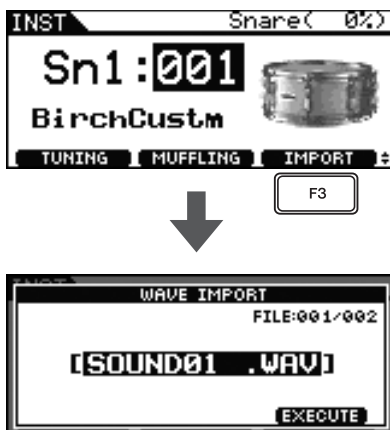 INST Snare( 0%)
Sn1:001
BirchCustm
TUNING MUFFLING IMPORT
F3
WAVE IMPORT
FILE:001/002
[SOUND01 .WAV]
EXECUTE